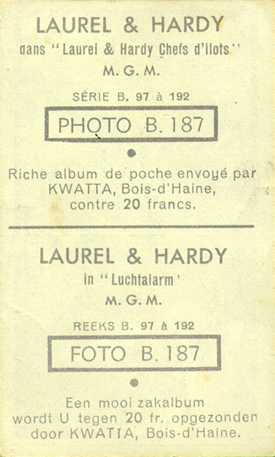 LAUREL & HARDY
dans "Laurel & Hardy Chefs d'ilots"
M. G. M.
SÉRIE B. 97 à 192
PHOTO B. 187
•
Riche album de poche envoyé par
KWATTA, Bois-d'Haine,
contre 20 francs.
LAUREL & HARDY
in "Luchtalarm'
M. G. M.
REEKS B. 97 à 192
FOTO B. 187
•
Een mooi zakalbum
wordt U tegen 20 fr. opgezonden
door KWATTA, Bois-d'Haine.